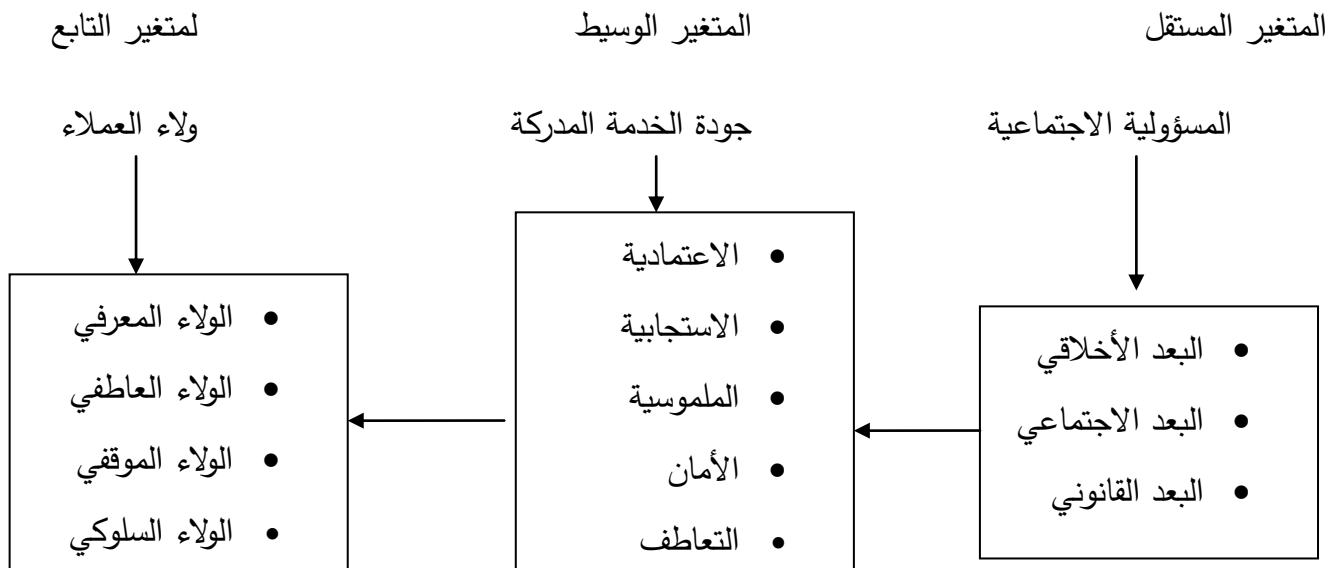 المتغير المستقل
المتغير الوسيط
لمتغير التابع
المسؤولية الاجتماعية
جودة الخدمة المدركة
ولاء العملاء
• البعد الأخلاقي
• البعد الاجتماعي
• البعد القانوني
• الاعتمادية
• الاستجابية
• الملموسية
• الأمان
• التعاطف
• الولاء المعرفي
• الولاء العاطفي
• الولاء الموقفي
• الولاء السلوكي